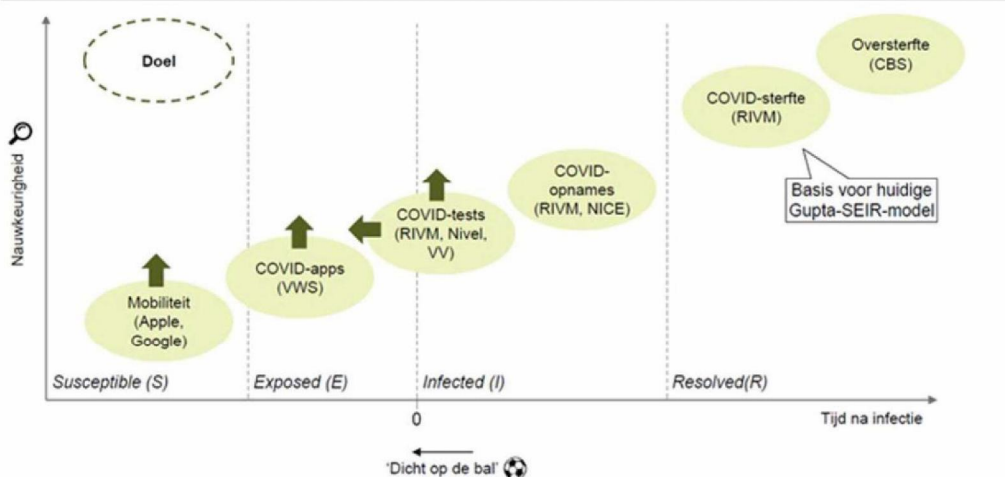 Doel
Oversterfte
(CBS)
COVID-sterfte
(RIVM)
Nauwkeurigheid
COVID-
opnames
(RIVM, NICE)
Basis voor huidige
Gupta-SEIR-model
COVID-tests
(RIVM, Nivel,
VV)
COVID-apps
(VWS)
Mobiliteit
(Apple,
Google)
Susceptible (S)
Exposed (E)
Infected (I)
Resolved(R)
0
Tijd na infectie
'Dicht op de bal'